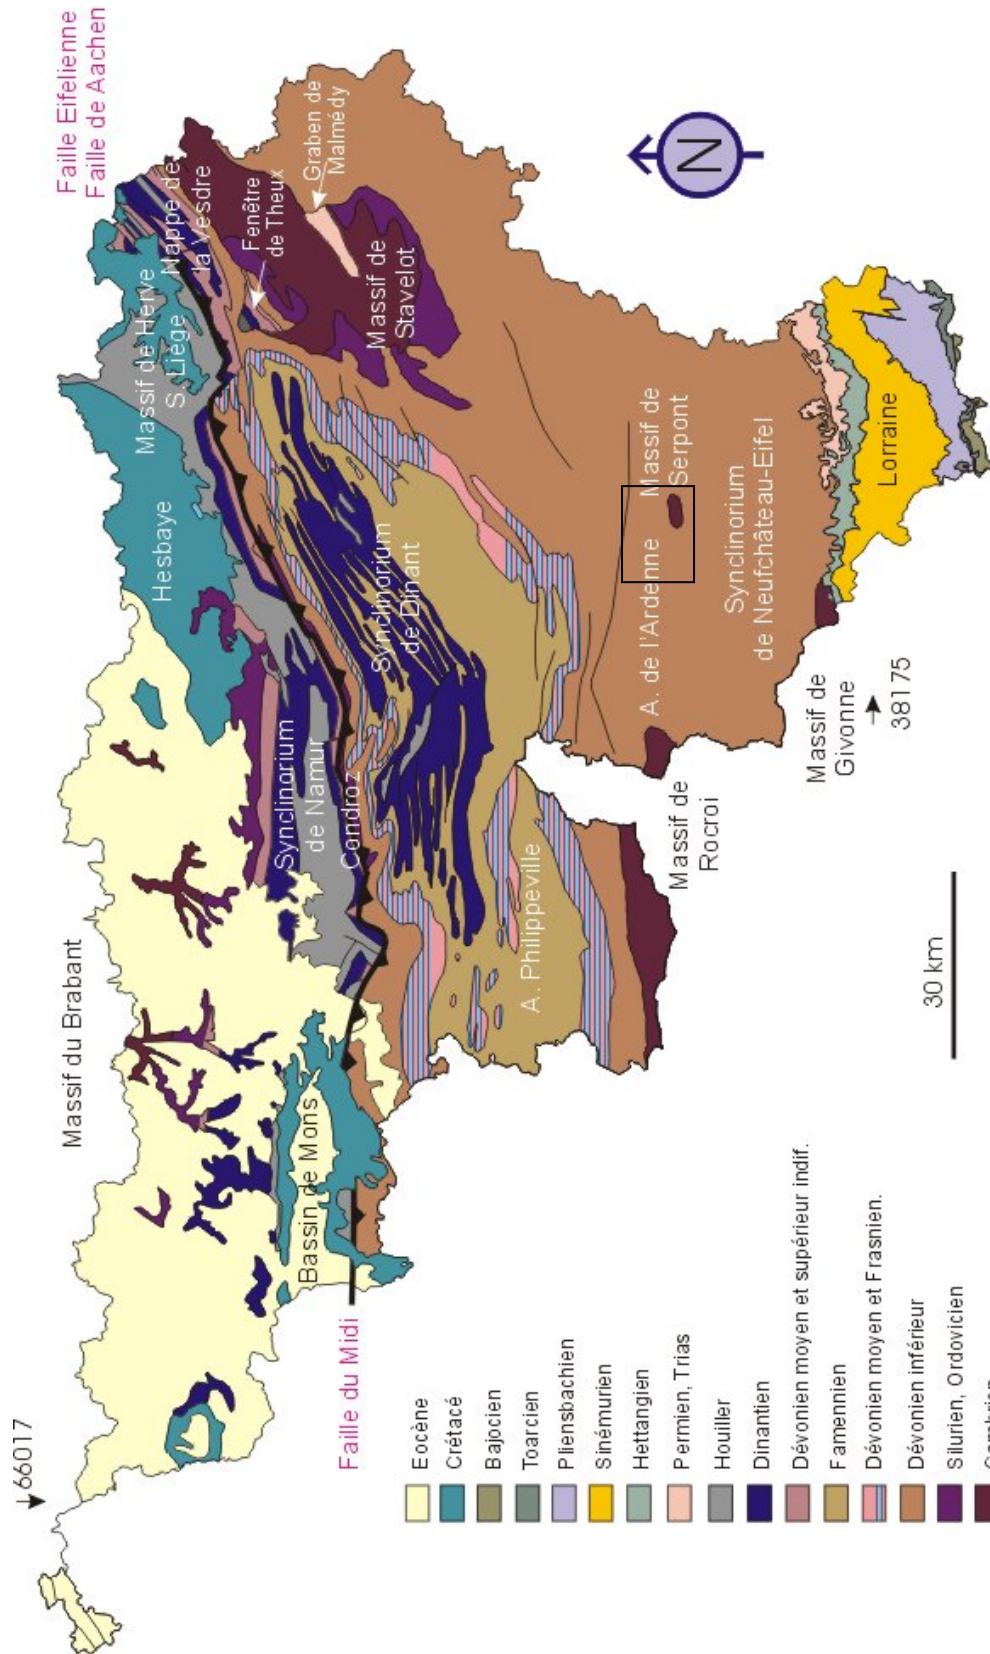 ↓66017
Massif du Brabant
Faille Eifelienne
Faille de Aachen
Massif de Herve
S. Liège
Nappe de
la Vesdre
Hesbaye
Fenêtre
de Theux
Graben de
Malmédy
Massif de
Stavelot
Synclinorium
de Namur
Condroz
Synclinorium
de Dinant
Bassin de Mons
Faille du Midi
A. Philippeville
A. de l'Ardenne
Massif de
Serpont
Synclinorium
de Neufchâteau-Eifel
Massif de
Rocroi
Massif de
Givonne
38175
Lorraine
N
30 km
Eocène
Crétacé
Bajocien
Toarcien
Pliensbachien
Sinémurien
Hettangien
Permien, Trias
Houiller
Dinantien
Dévonien moyen et supérieur indif.
Famennien
Dévonien moyen et Frasnien.
Dévonien inférieur
Silurien, Ordovicien